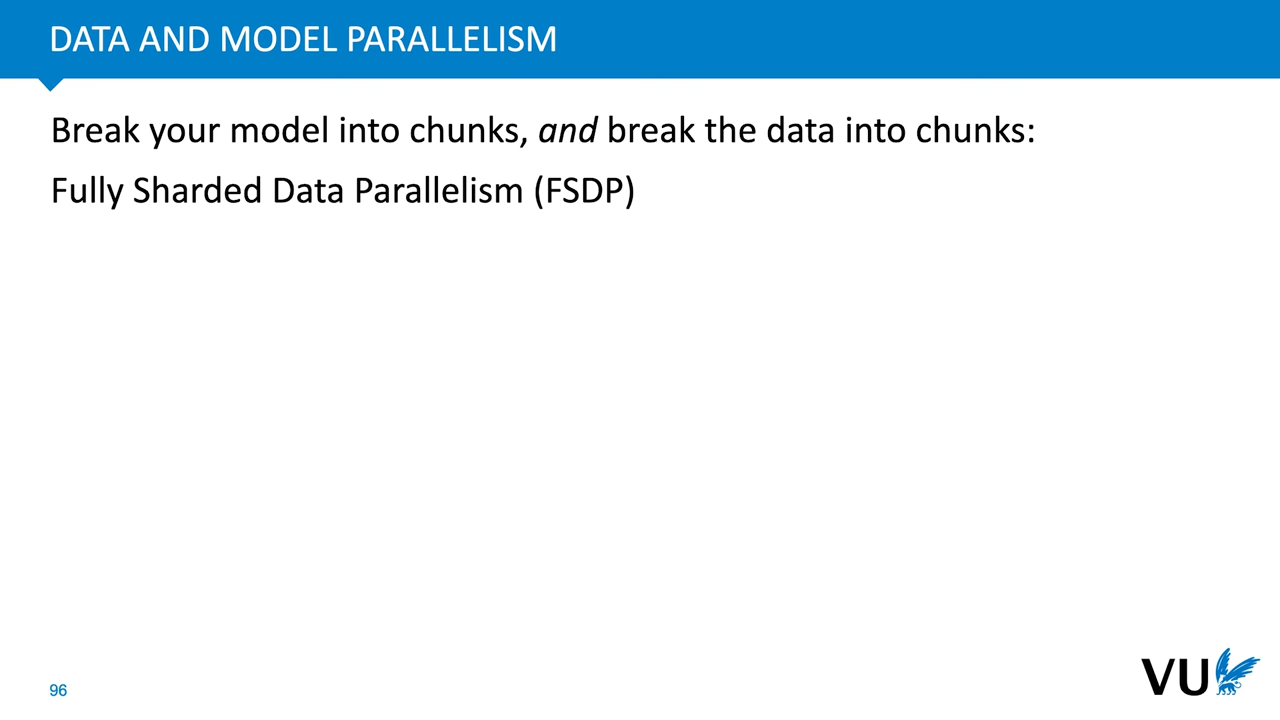 DATA AND MODEL PARALLELISM
Break your model into chunks, and break the data into chunks:
Fully Sharded Data Parallelism (FSDP)
96
VU